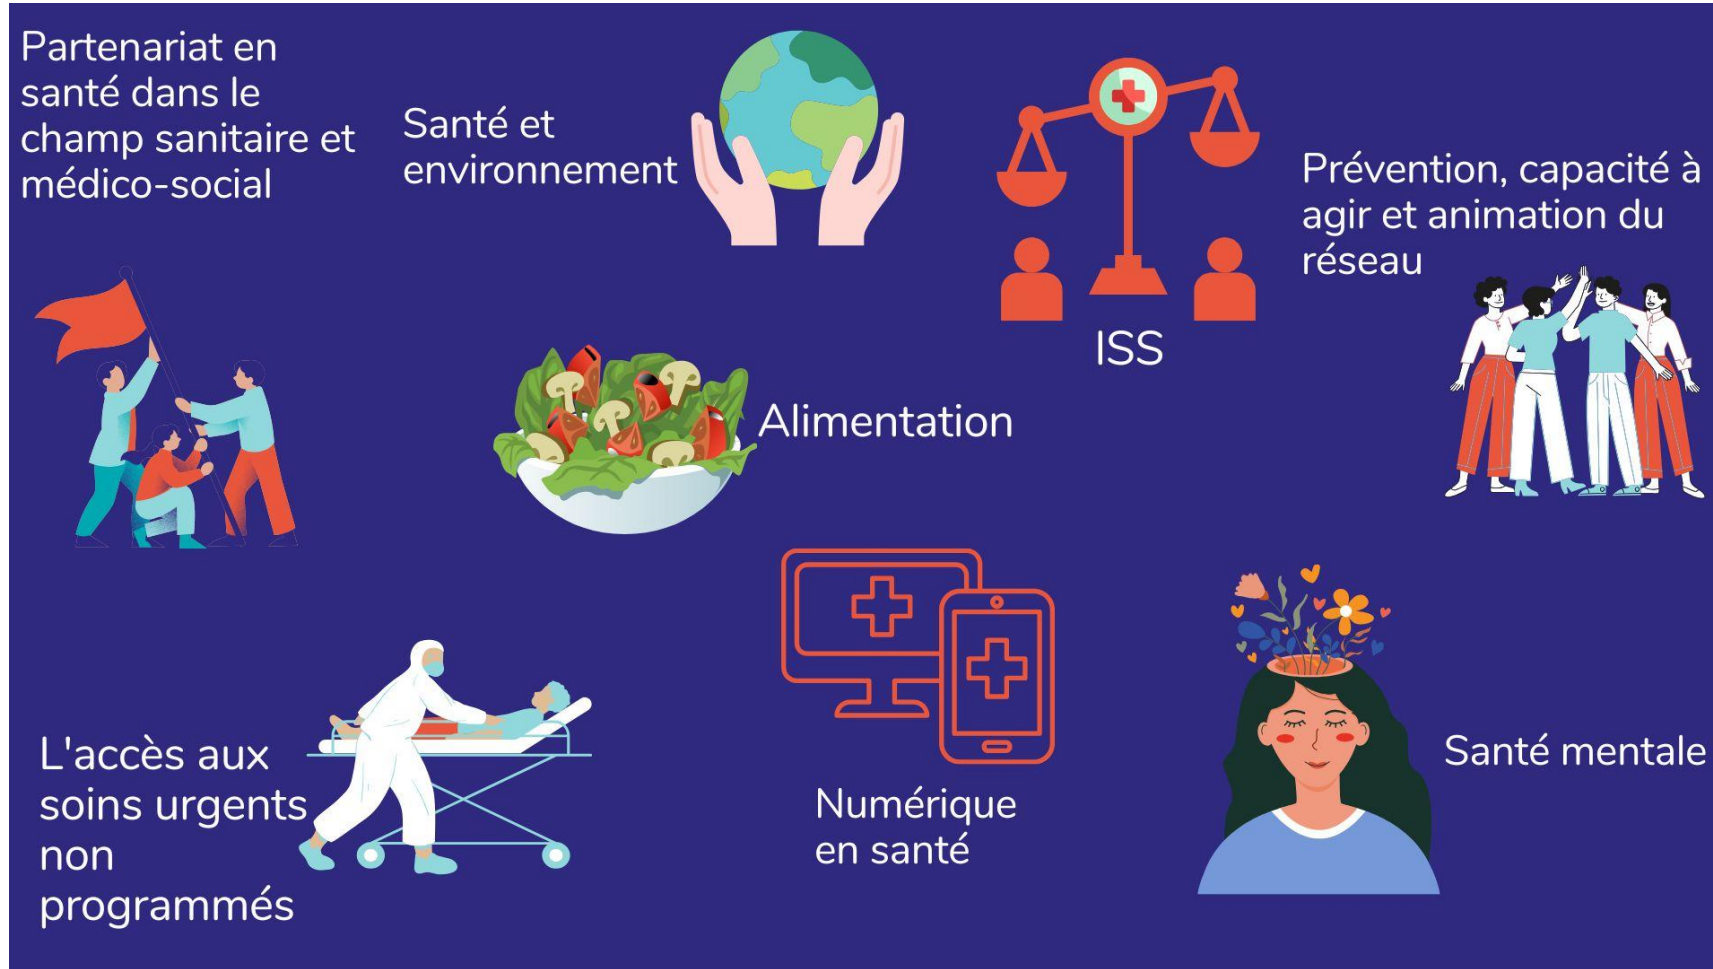 Partenariat en
santé dans le
champ sanitaire et
médico-social
Santé et
environnement
ISS
Prévention, capacité à
agir et animation du
réseau
Alimentation
L'accès aux
soins urgents
non
programmés
Numérique
en santé
Santé mentale